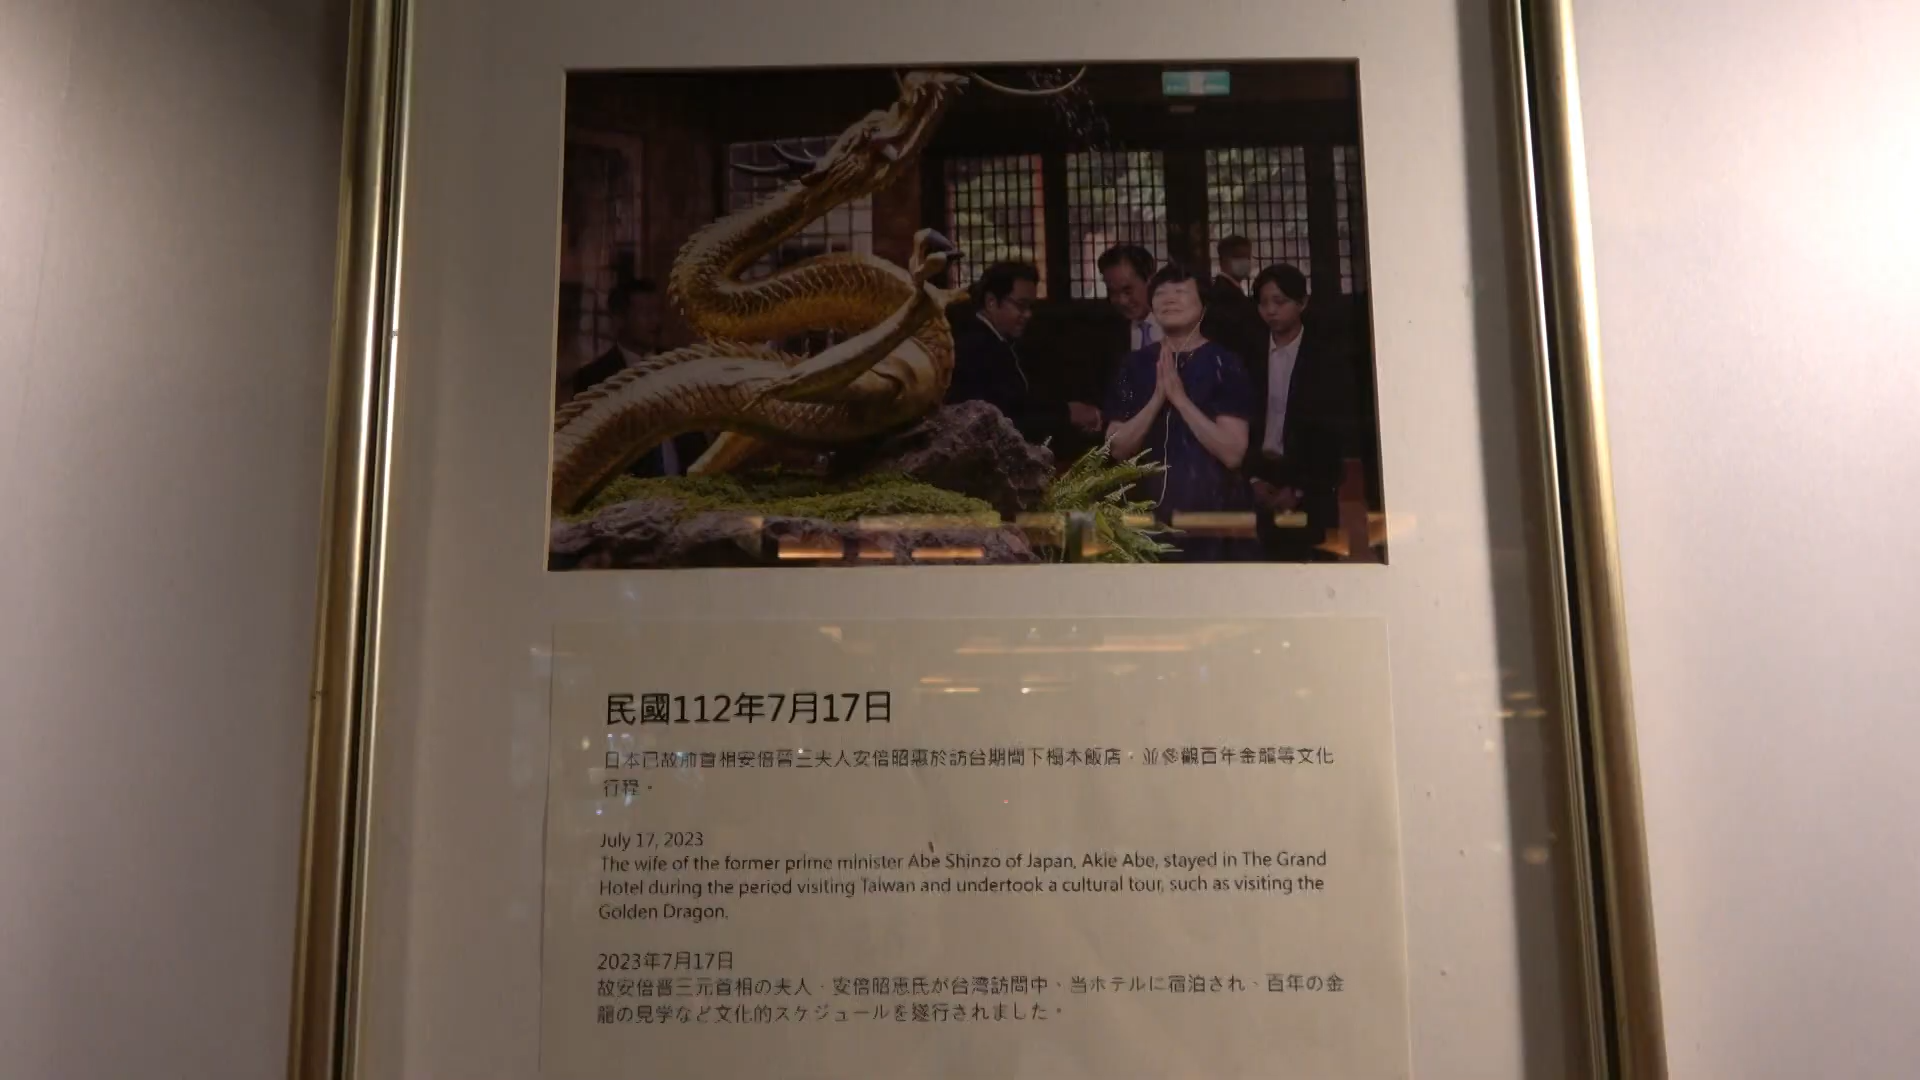 民國112年7月17日
日本已故前首相安倍晉三夫人安倍昭惠於訪台期間下榻本飯店，並參觀百年金龍等文化
行程。
July 17, 2023
The wife of the former prime minister Abe Shinzo of Japan, Akie Abe, stayed in The Grand
Hotel during the period visiting Taiwan and undertook a cultural tour, such as visiting the
Golden Dragon.
2023年7月17日
故安倍晋三元首相の夫人、安倍昭恵氏が台湾訪問中、当ホテルに宿泊され、百年の金
龍の見学など文化的スケジュールを遂行されました。